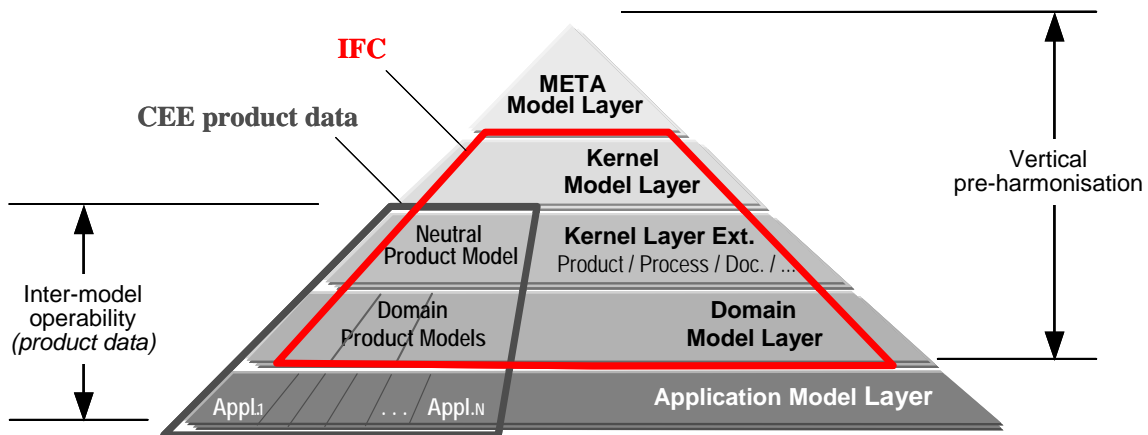 IFC
META
Model Layer
CEE product data
Kernel
Model Layer
Vertical
pre-harmonisation
Neutral
Product Model
Kernel Layer Ext.
Product / Process / Doc. / ...
Inter-model
operability
(product data)
Domain
Product Models
Domain
Model Layer
Appl.1
. . .
Appl.N
Application Model Layer